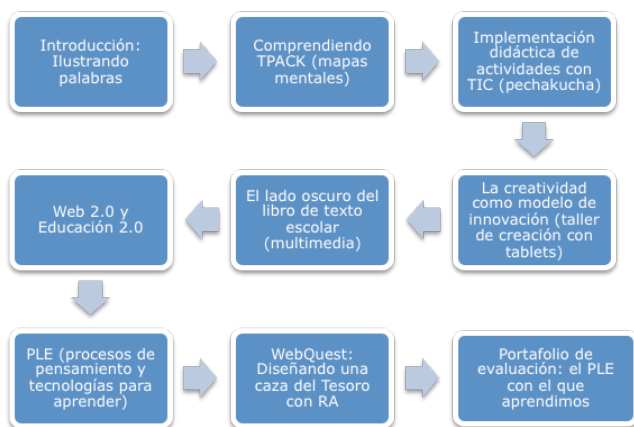 Introducción:
Ilustrando
palabras
Comprendiendo
TPACK (mapas
mentales)
Implementación
didáctica de
actividades con
TIC (pechakucha)
La creatividad
como modelo de
innovación (taller
de creación con
tablets)
El lado oscuro del
libro de texto
escolar
(multimedia)
Web 2.0 y
Educación 2.0
PLE (procesos de
pensamiento y
tecnologías para
aprender)
WebQuest:
Diseñando una
caza del Tesoro
con RA
Portafolio de
evaluación: el PLE
con el que
aprendimos